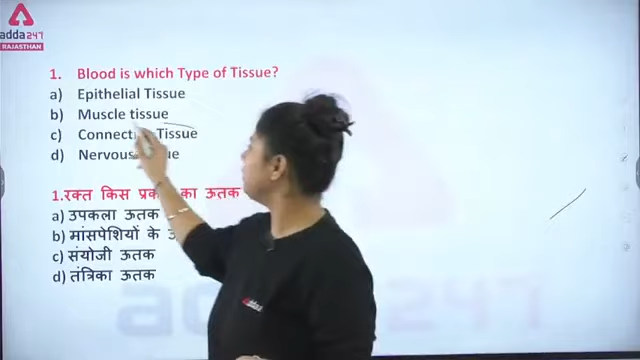 adda247
RAJASTHAN
1. Blood is which Type of Tissue?
a) Epithelial Tissue
b) Muscle tissue
c) Tissue
d)
1.रक्त किस का ऊतक
a) उपकला ऊतक
b) मांसपेशियों के
c) संयोजी ऊतक
d) तंत्रिका ऊतक
adda247